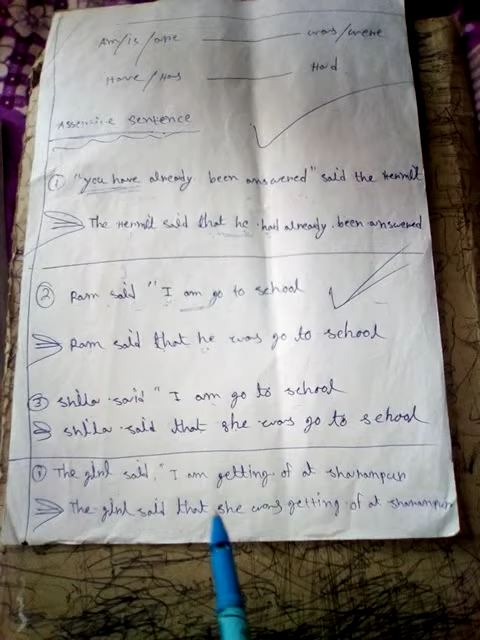 Am/is/are ——— was/were
Have/Has ——— Had
Assertive sentence
① "you have already been answered" said the Hermit
The Hermit said that he had already been answered
② Ram said "I am go to school
Ram said that he was go to school
③ Shila said " I am go to school
Shila said that she was go to school
④ The girl said," I am getting of at sharanpur
The girl said that she was getting of at sharanpur